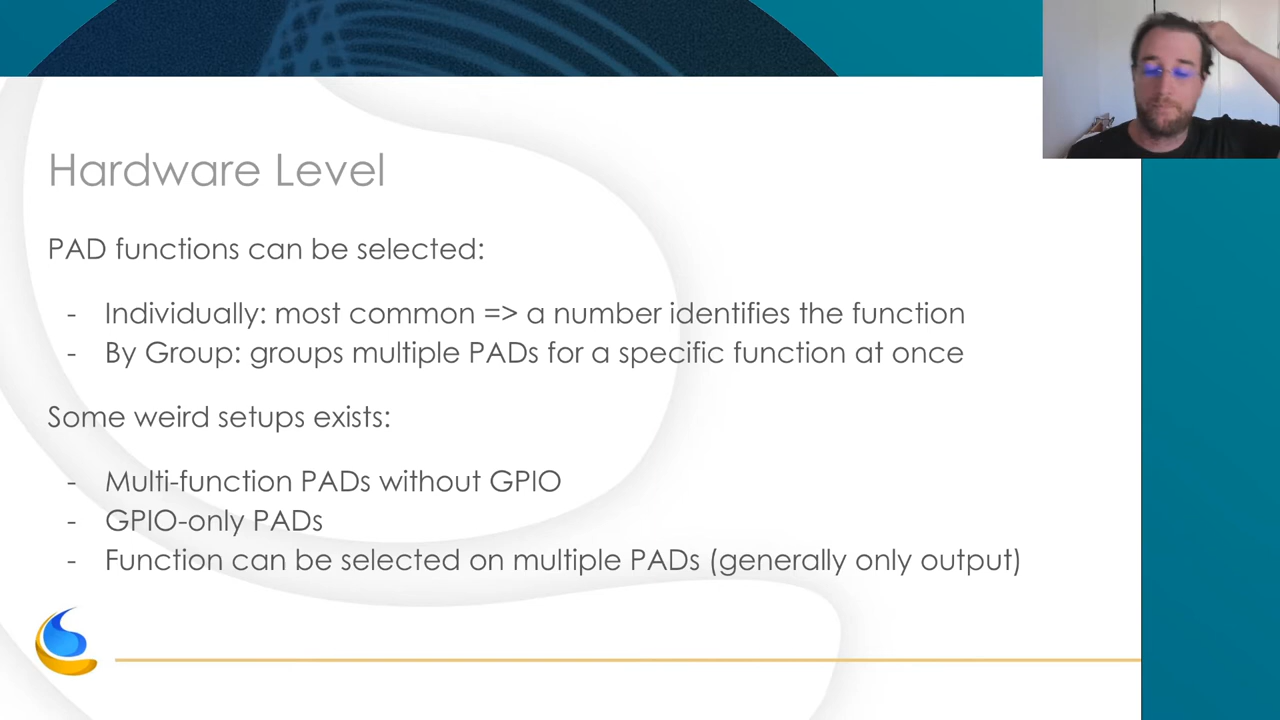 Hardware Level
PAD functions can be selected:
- Individually: most common => a number identifies the function
- By Group: groups multiple PADs for a specific function at once
Some weird setups exists:
- Multi-function PADs without GPIO
- GPIO-only PADs
- Function can be selected on multiple PADs (generally only output)